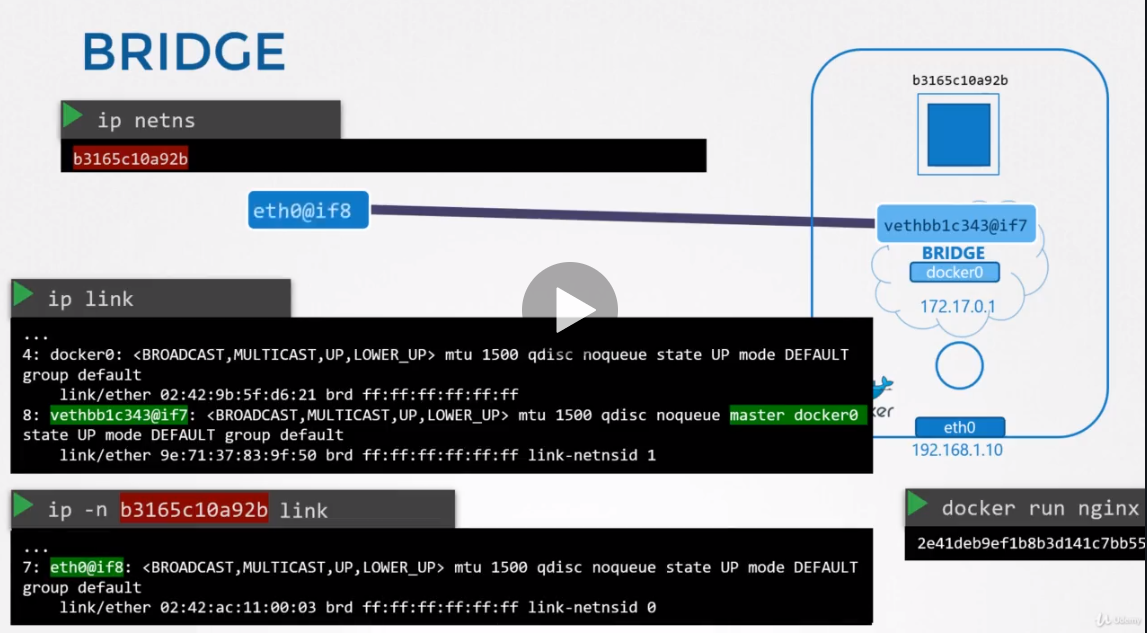 BRIDGE
ip netns
b3165c10a92b
b3165c10a92b
eth0@if8
vethbb1c343@if7
BRIDGE
docker0
172.17.0.1
ip link
...
4: docker0: <BROADCAST,MULTICAST,UP,LOWER_UP> mtu 1500 qdisc noqueue state UP mode DEFAULT
group default
link/ether 02:42:9b:5f:d6:21 brd ff:ff:ff:ff:ff:ff
8: vethbb1c343@if7: <BROADCAST,MULTICAST,UP,LOWER_UP> mtu 1500 qdisc noqueue master docker0
state UP mode DEFAULT group default
link/ether 9e:71:37:83:9f:50 brd ff:ff:ff:ff:ff:ff link-netnsid 1
ker
eth0
192.168.1.10
ip -n b3165c10a92b link
...
7: eth0@if8: <BROADCAST,MULTICAST,UP,LOWER_UP> mtu 1500 qdisc noqueue state UP mode DEFAULT
group default
link/ether 02:42:ac:11:00:03 brd ff:ff:ff:ff:ff:ff link-netnsid 0
docker run nginx
2e41deb9ef1b8b3d141c7bb55
Udemy